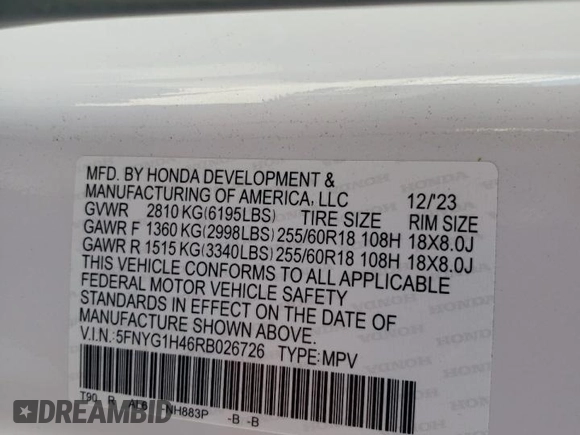 MFD. BY HONDA DEVELOPMENT &
MANUFACTURING OF AMERICA, LLC 12/'23
GVWR 2810 KG(6195LBS) TIRE SIZE RIM SIZE
GAWR F 1360 KG(2998LBS) 255/60R18 108H 18X8.0J
GAWR R 1515 KG(3340LBS) 255/60R18 108H 18X8.0J
THIS VEHICLE CONFORMS TO ALL APPLICABLE
FEDERAL MOTOR VEHICLE SAFETY
STANDARDS IN EFFECT ON THE DATE OF
MANUFACTURE SHOWN ABOVE.
V.I.N.:5FNYG1H46RB026726 TYPE:MPV
T90 NH883P -B -B
DREAMBID